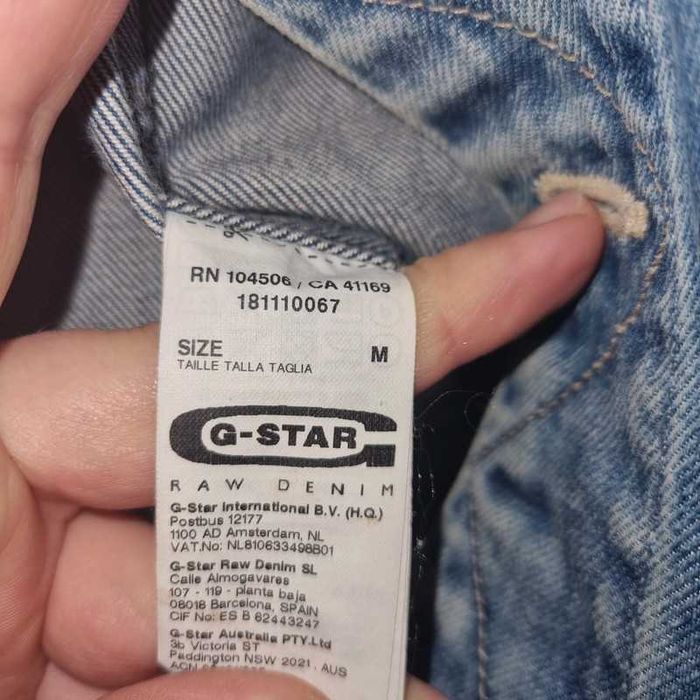 RN 104506 / CA 41169
181110067
SIZE M
TAILLE TALLA TAGLIA
G-STAR
RAW DENIM
G-Star International B.V. (H.Q.)
Postbus 12177
1100 AD Amsterdam, NL
VAT.No: NL810633498B01
G-Star Raw Denim SL
Calle Almogavares
107 - 119 - planta baja
08018 Barcelona, SPAIN
CIF No: ES B 62443247
G-Star Australia PTY.Ltd
3b Victoria ST
Paddington NSW 2021 . AUS
ACN